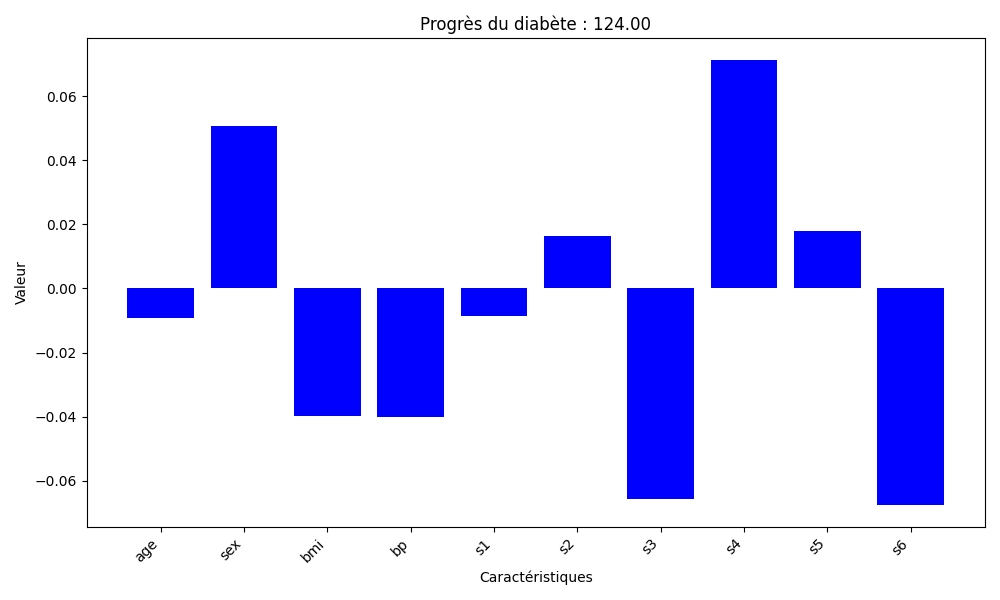 Progrès du diabète : 124.00
Valeur
0.06
0.04
0.02
0.00
−0.02
−0.04
−0.06
age
sex
bmi
bp
s1
s2
s3
s4
s5
s6
Caractéristiques